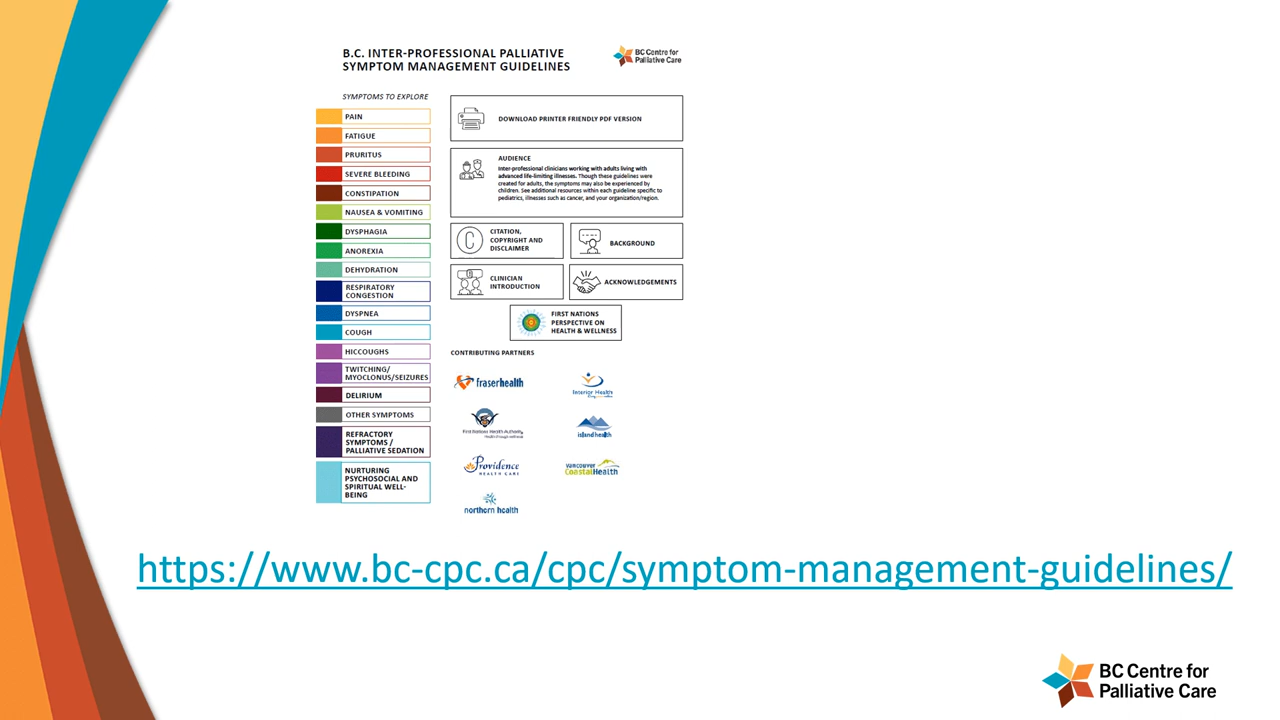 B.C. INTER-PROFESSIONAL PALLIATIVE
SYMPTOM MANAGEMENT GUIDELINES
BC Centre for
Palliative Care
SYMPTOMS TO EXPLORE
PAIN
FATIGUE
PRURITUS
SEVERE BLEEDING
CONSTIPATION
NAUSEA & VOMITING
DYSPHAGIA
ANOREXIA
DEHYDRATION
RESPIRATORY
CONGESTION
DYSPNEA
COUGH
HICCOUGHS
TWITCHING/
MYOCLONUS/SEIZURES
DELIRIUM
OTHER SYMPTOMS
REFRACTORY
SYMPTOMS /
PALLIATIVE SEDATION
NURTURING
PSYCHOSOCIAL AND
SPIRITUAL WELL-
BEING
DOWNLOAD PRINTER FRIENDLY PDF VERSION
AUDIENCE
Inter-professional clinicians working with adults living with
advanced life-limiting illnesses. Though these guidelines were
created for adults, the symptoms may also be experienced by
children. See additional resources within each guideline specific to
pediatrics, illnesses such as cancer, and your organization/region.
C
CITATION,
COPYRIGHT AND
DISCLAIMER
BACKGROUND
CLINICIAN
INTRODUCTION
ACKNOWLEDGEMENTS
FIRST NATIONS
PERSPECTIVE ON
HEALTH & WELLNESS
CONTRIBUTING PARTNERS
fraserhealth
Interior Health
First Nations Health Authority
Health through wellness
island health
Providence
HEALTH CARE
Vancouver
CoastalHealth
northern health
https://www.bc-cpc.ca/cpc/symptom-management-guidelines/
BC Centre for
Palliative Care